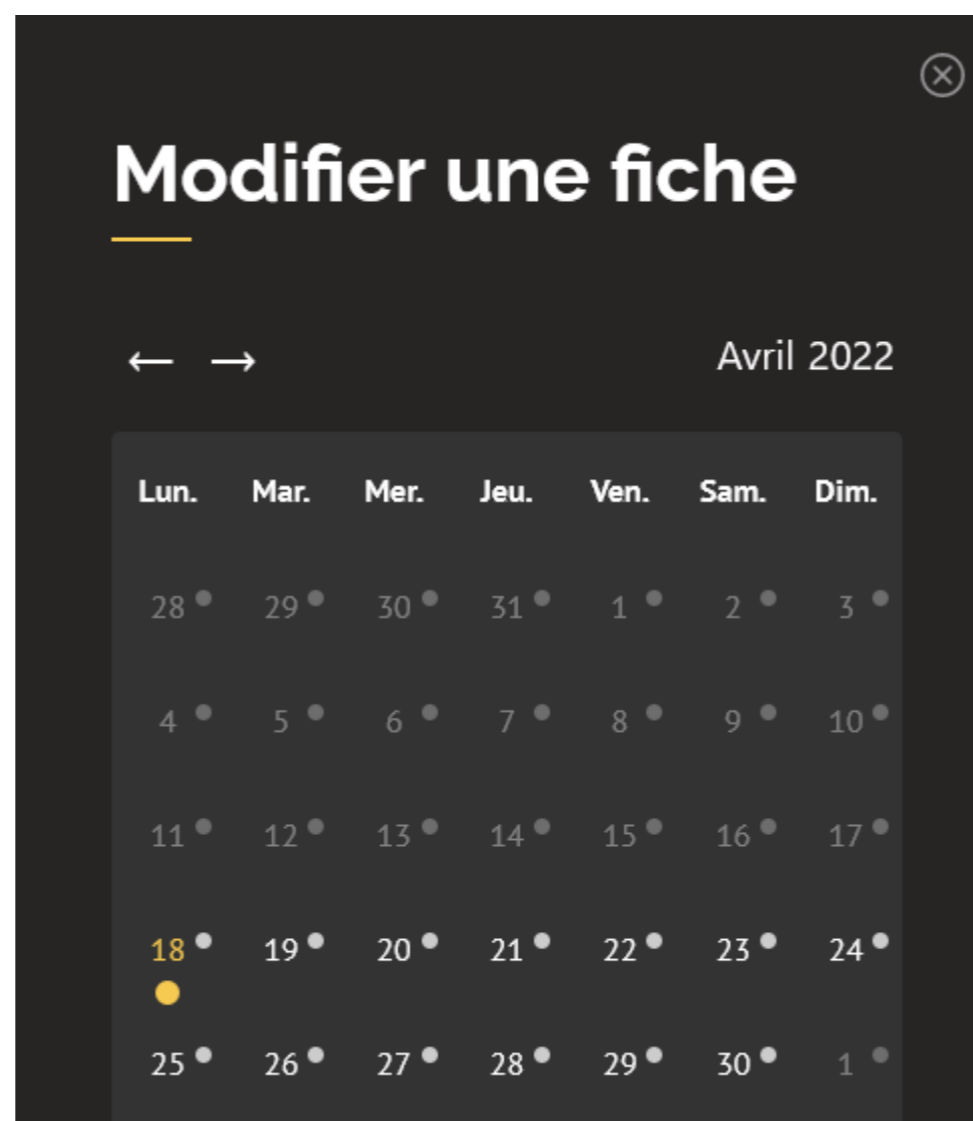 Modifier une fiche
← → Avril 2022
Lun. Mar. Mer. Jeu. Ven. Sam. Dim.
28 29 30 31 1 2 3
4 5 6 7 8 9 10
11 12 13 14 15 16 17
18 19 20 21 22 23 24
25 26 27 28 29 30 1